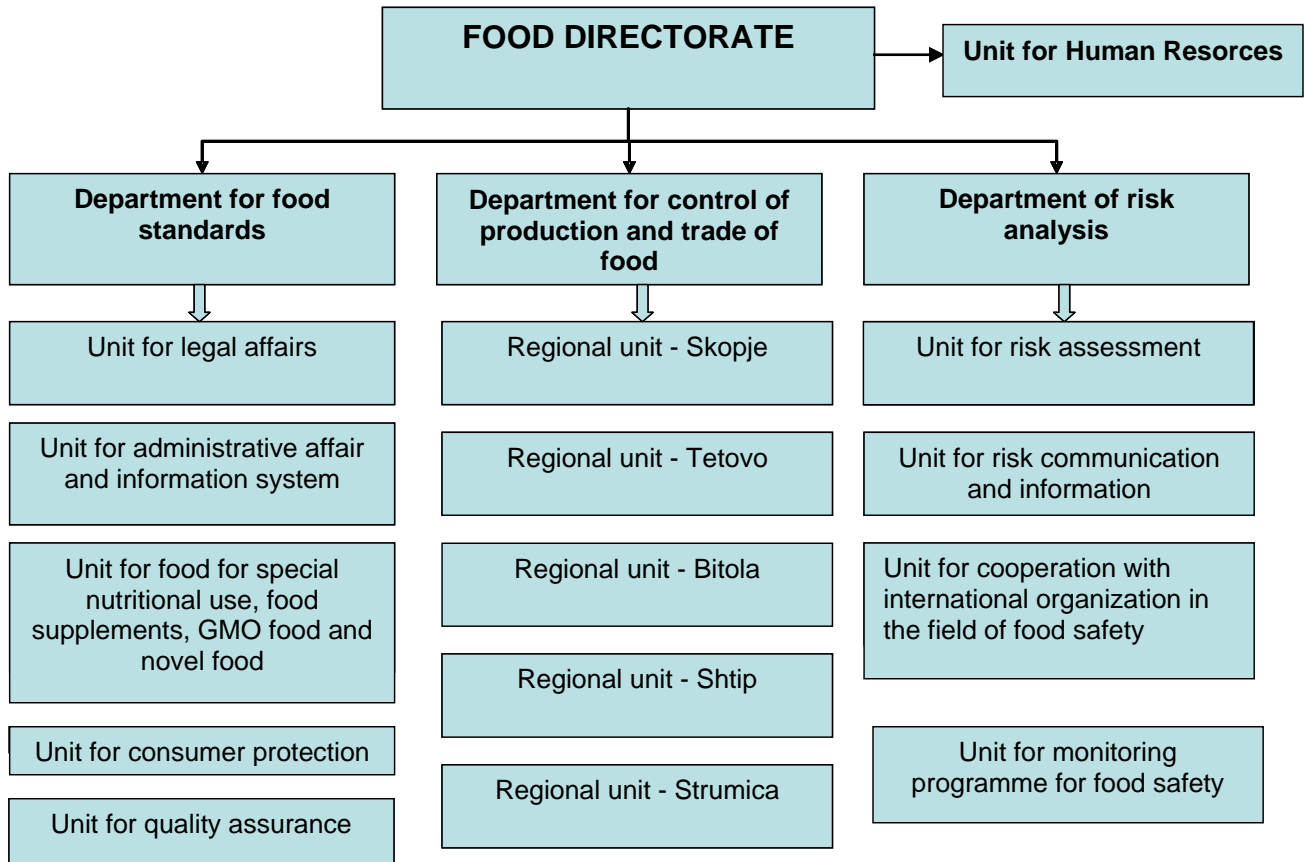 FOOD DIRECTORATE
Unit for Human Resorces
Department for food
standards
Unit for legal affairs
Unit for administrative affair
and information system
Unit for food for special
nutritional use, food
supplements, GMO food and
novel food
Unit for consumer protection
Unit for quality assurance
Department for control of
production and trade of
food
Regional unit - Skopje
Regional unit - Tetovo
Regional unit - Bitola
Regional unit - Shtip
Regional unit - Strumica
Department of risk
analysis
Unit for risk assessment
Unit for risk communication
and information
Unit for cooperation with
international organization in
the field of food safety
Unit for monitoring
programme for food safety